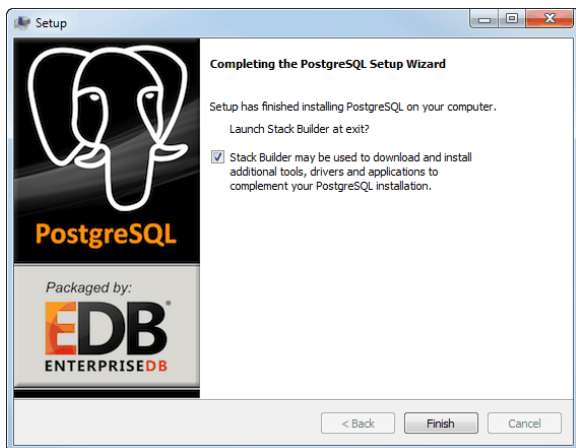 Setup
Completing the PostgreSQL Setup Wizard
Setup has finished installing PostgreSQL on your computer.
Launch Stack Builder at exit?
Stack Builder may be used to download and install
additional tools, drivers and applications to
complement your PostgreSQL installation.
PostgreSQL
Packaged by:
EDB
ENTERPRISEDB
< Back
Finish
Cancel